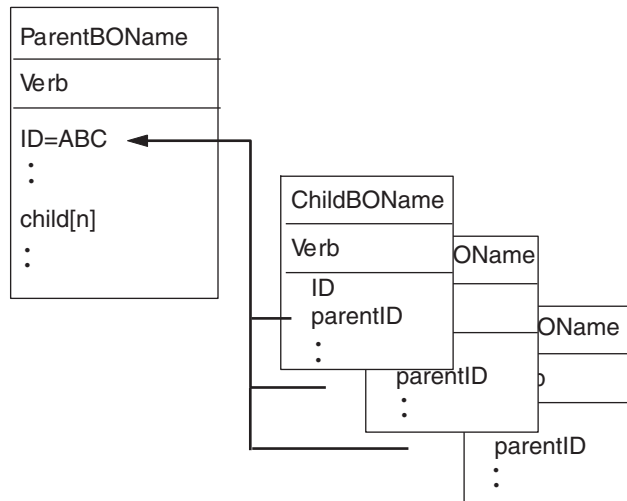 ParentBOName
Verb
ID=ABC
:
child[n]
:
ChildBOName
Verb
ID
parentID
:
OName
parentID
:
OName
parentID
: